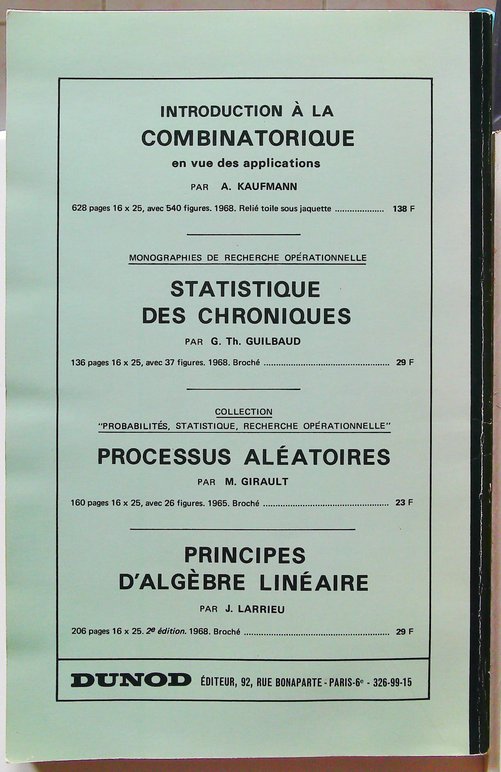 INTRODUCTION À LA
COMBINATORIQUE
en vue des applications
PAR A. KAUFMANN
628 pages 16 x 25, avec 540 figures. 1968. Relié toile sous jaquette .................... 138 F
MONOGRAPHIES DE RECHERCHE OPÉRATIONNELLE
STATISTIQUE
DES CHRONIQUES
PAR G. Th. GUILBAUD
136 pages 16 x 25, avec 37 figures. 1968. Broché .................................................. 29 F
COLLECTION
"PROBABILITÉS, STATISTIQUE, RECHERCHE OPÉRATIONNELLE"
PROCESSUS ALÉATOIRES
PAR M. GIRAULT
160 pages 16 x 25, avec 26 figures. 1965. Broché .................................................. 23 F
PRINCIPES
D'ALGÈBRE LINÉAIRE
PAR J. LARRIEU
206 pages 16 x 25. 2e édition. 1968. Broché .......................................................... 29 F
DUNOD ÉDITEUR, 92, RUE BONAPARTE - PARIS-6e - 326-99-15